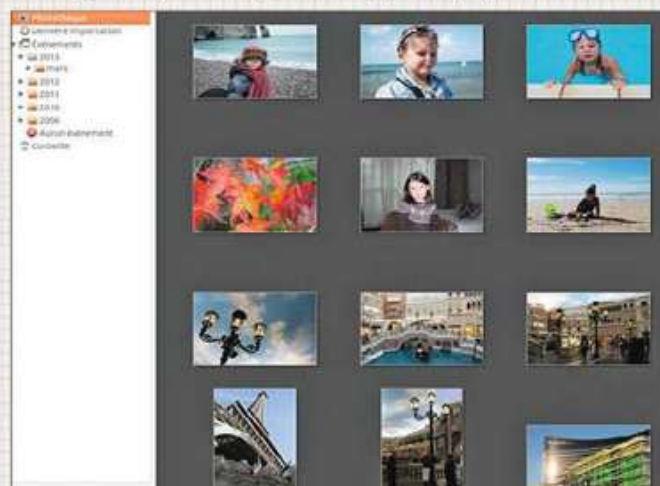 Photothèque
Dernière importation
Événements
2013
mars
2012
2011
2010
2006
Aucun événement
Corbeille